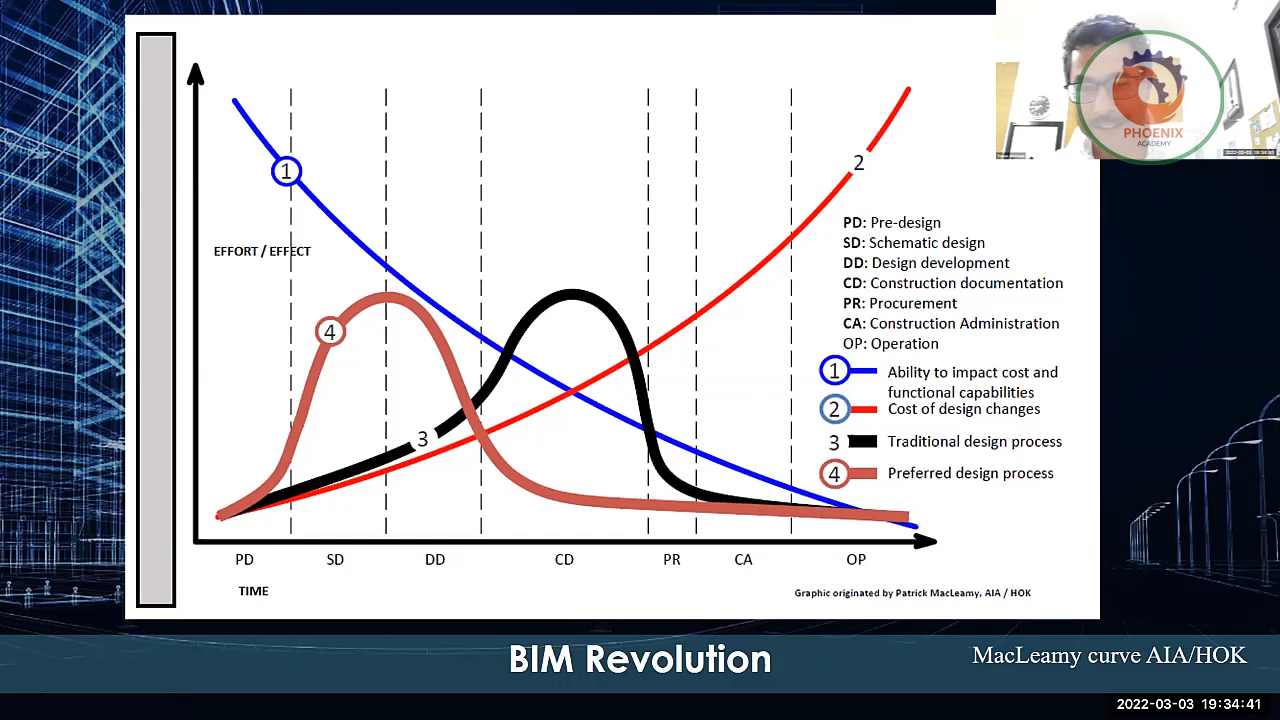 PHOENIX
ACADEMY
1
2
EFFORT / EFFECT
4
3
PD: Pre-design
SD: Schematic design
DD: Design development
CD: Construction documentation
PR: Procurement
CA: Construction Administration
OP: Operation
1 Ability to impact cost and
functional capabilities
2 Cost of design changes
3 Traditional design process
4 Preferred design process
PD SD DD CD PR CA OP
TIME
Graphic originated by Patrick MacLeamy, AIA / HOK
BIM Revolution
MacLeamy curve AIA/HOK
2022-03-03 19:34:41